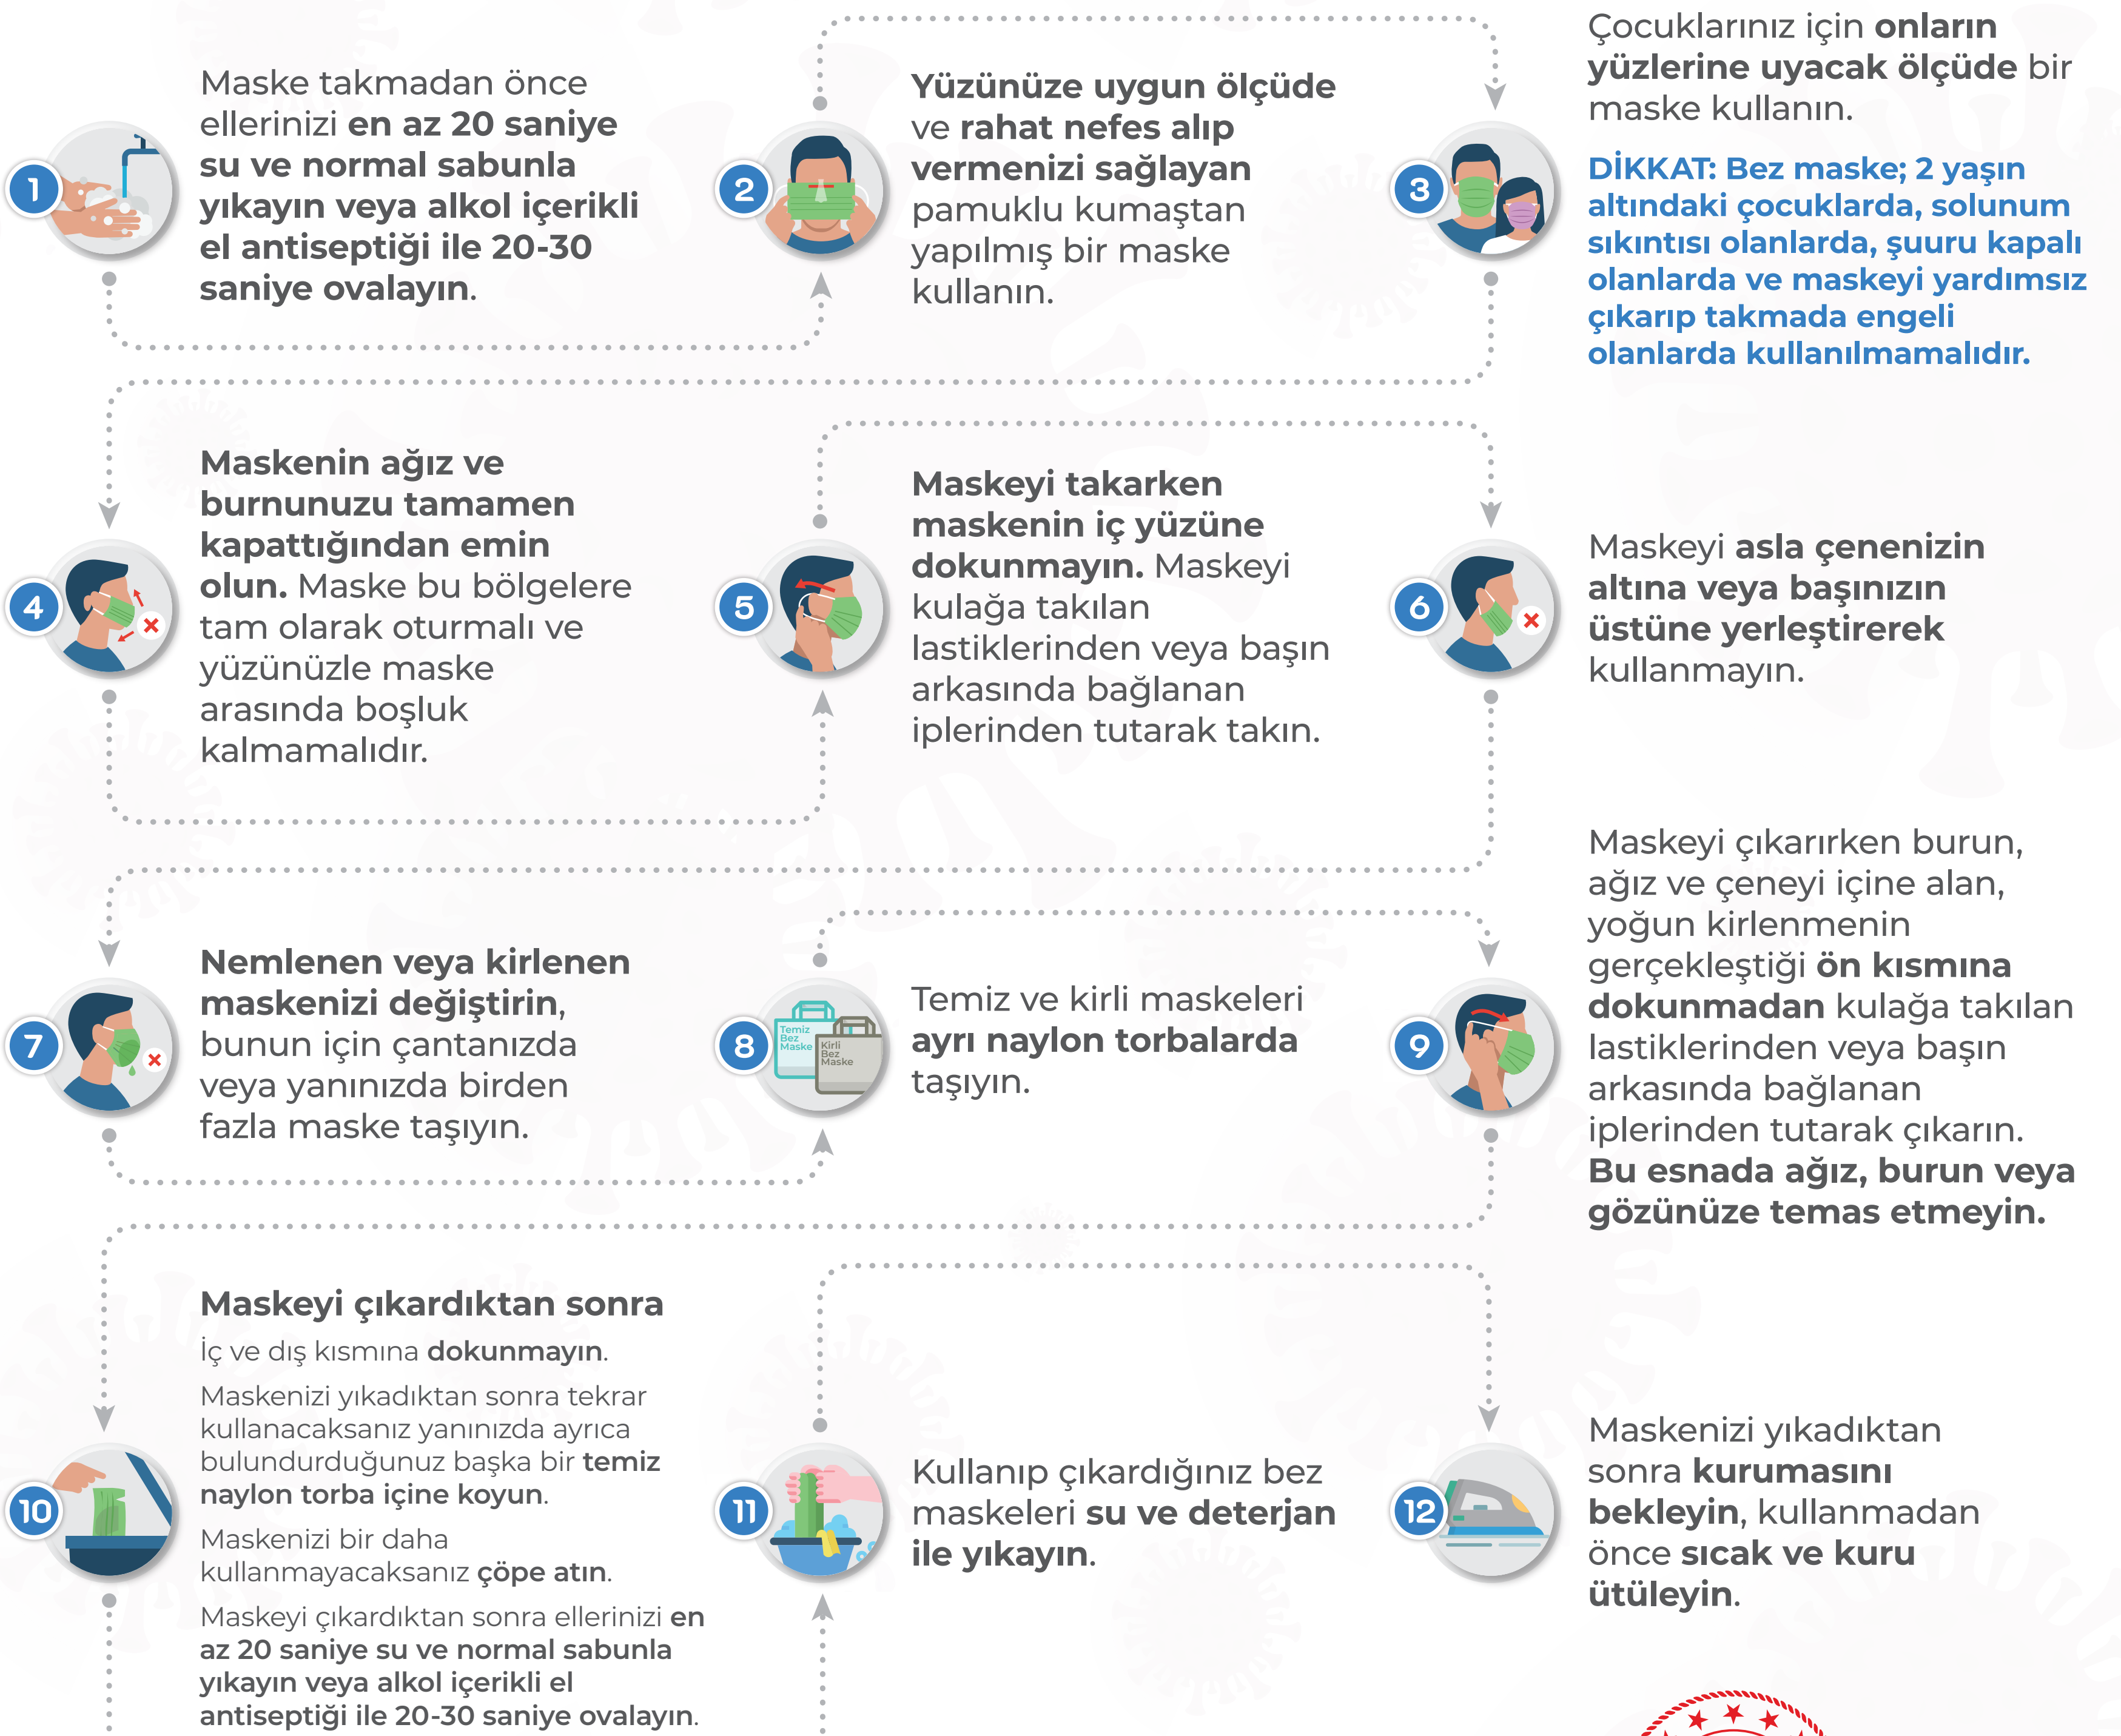 1
Maske takmadan önce
ellerinizi en az 20 saniye
su ve normal sabunla
yıkayın veya alkol içerikli
el antiseptiği ile 20-30
saniye ovalayın.
2
Yüzünüze uygun ölçüde
ve rahat nefes alıp
vermenizi sağlayan
pamuklu kumaştan
yapılmış bir maske
kullanın.
3
Çocuklarınız için onların
yüzlerine uyacak ölçüde bir
maske kullanın.
DİKKAT: Bez maske; 2 yaşın
altındaki çocuklarda, solunum
sıkıntısı olanlarda, şuuru kapalı
olanlarda ve maskeyi yardımsız
çıkarıp takmada engeli
olanlarda kullanılmamalıdır.
4
Maskenin ağız ve
burnunuzu tamamen
kapattığından emin
olun. Maske bu bölgelere
tam olarak oturmalı ve
yüzünüzle maske
arasında boşluk
kalmamalıdır.
5
Maskeyi takarken
maskenin iç yüzüne
dokunmayın. Maskeyi
kulağa takılan
lastiklerinden veya başın
arkasında bağlanan
iplerinden tutarak takın.
6
Maskeyi asla çenenizin
altına veya başınızın
üstüne yerleştirerek
kullanmayın.
7
Nemlenen veya kirlenen
maskenizi değiştirin,
bunun için çantanızda
veya yanınızda birden
fazla maske taşıyın.
8
Temiz
Bez
Maske
Kirli
Bez
Maske
Temiz ve kirli maskeleri
ayrı naylon torbalarda
taşıyın.
9
Maskeyi çıkarırken burun,
ağız ve çeneyi içine alan,
yoğun kirlenmenin
gerçekleştiği ön kısmına
dokunmadan kulağa takılan
lastiklerinden veya başın
arkasında bağlanan
iplerinden tutarak çıkarın.
Bu esnada ağız, burun veya
gözünüze temas etmeyin.
10
Maskeyi çıkardıktan sonra
İç ve dış kısmına dokunmayın.
Maskenizi yıkadıktan sonra tekrar
kullanacaksanız yanınızda ayrıca
bulundurduğunuz başka bir temiz
naylon torba içine koyun.
Maskenizi bir daha
kullanmayacaksanız çöpe atın.
Maskeyi çıkardıktan sonra ellerinizi en
az 20 saniye su ve normal sabunla
yıkayın veya alkol içerikli el
antiseptiği ile 20-30 saniye ovalayın.
11
Kullanıp çıkardığınız bez
maskeleri su ve deterjan
ile yıkayın.
12
Maskenizi yıkadıktan
sonra kurumasını
bekleyin, kullanmadan
önce sıcak ve kuru
ütüleyin.